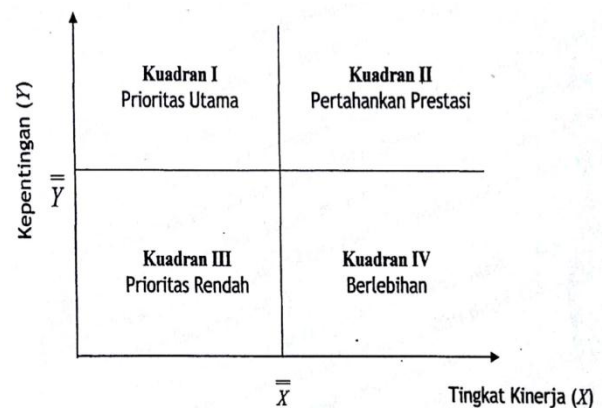 Kepentingan (Y)
Kuadran I
Prioritas Utama
Kuadran II
Pertahankan Prestasi
Y̿
Kuadran III
Prioritas Rendah
Kuadran IV
Berlebihan
X̿
Tingkat Kinerja (X)